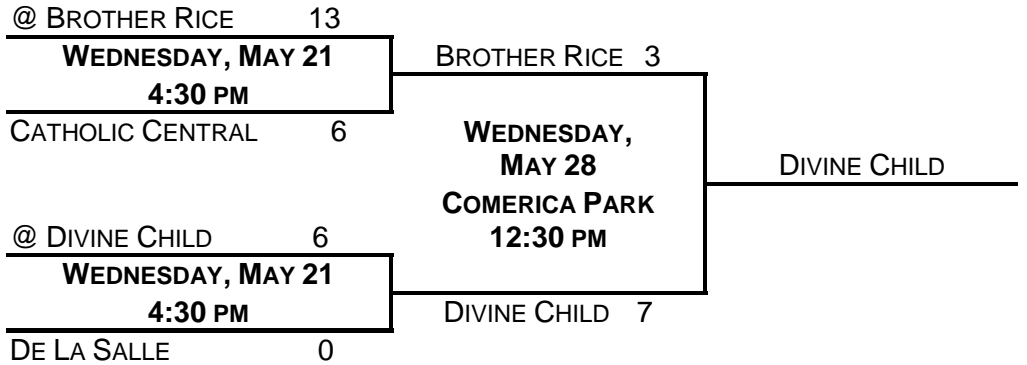 @ BROTHER RICE 13
WEDNESDAY, MAY 21
4:30 PM
CATHOLIC CENTRAL 6
@ DIVINE CHILD 6
WEDNESDAY, MAY 21
4:30 PM
DE LA SALLE 0
BROTHER RICE 3
WEDNESDAY,
MAY 28
COMERICA PARK
12:30 PM
DIVINE CHILD 7
DIVINE CHILD